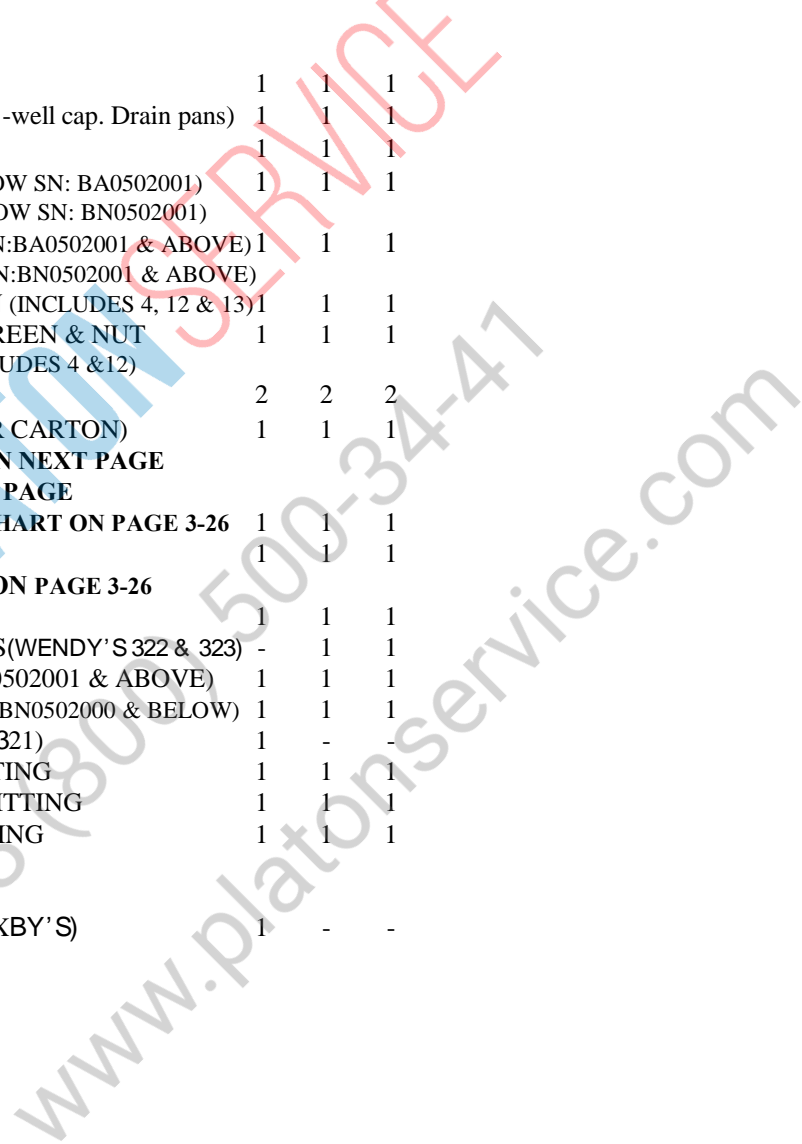 1 1 1
-well cap. Drain pans) 1 1 1
1 1 1
OW SN: BA0502001) 1 1 1
OW SN: BN0502001)
N:BA0502001 & ABOVE) 1 1 1
N:BN0502001 & ABOVE)
(INCLUDES 4, 12 & 13) 1 1 1
REEN & NUT 1 1 1
UDES 4 &12)
2 2 2
R CARTON) 1 1 1
N NEXT PAGE
PAGE
HART ON PAGE 3-26 1 1 1
1 1 1
ON PAGE 3-26
1 1 1
S(WENDY'S 322 & 323) - 1 1
0502001 & ABOVE) 1 1 1
BN0502000 & BELOW) 1 1 1
321) 1 - -
TING 1 1 1
ITTING 1 1 1
ING 1 1 1
XBY'S) 1 - -
ATONSERVICE
8 (800) 500-34-41
www.platonservice.com